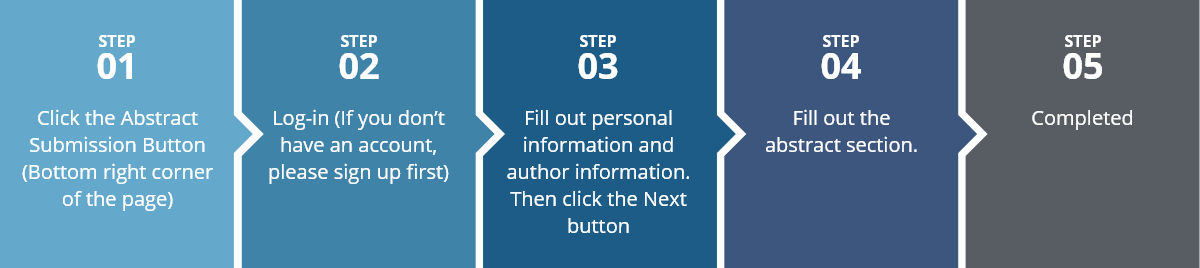 STEP
01
Click the Abstract
Submission Button
(Bottom right corner
of the page)
STEP
02
Log-in (If you don’t
have an account,
please sign up first)
STEP
03
Fill out personal
information and
author information.
Then click the Next
button
STEP
04
Fill out the
abstract section.
STEP
05
Completed